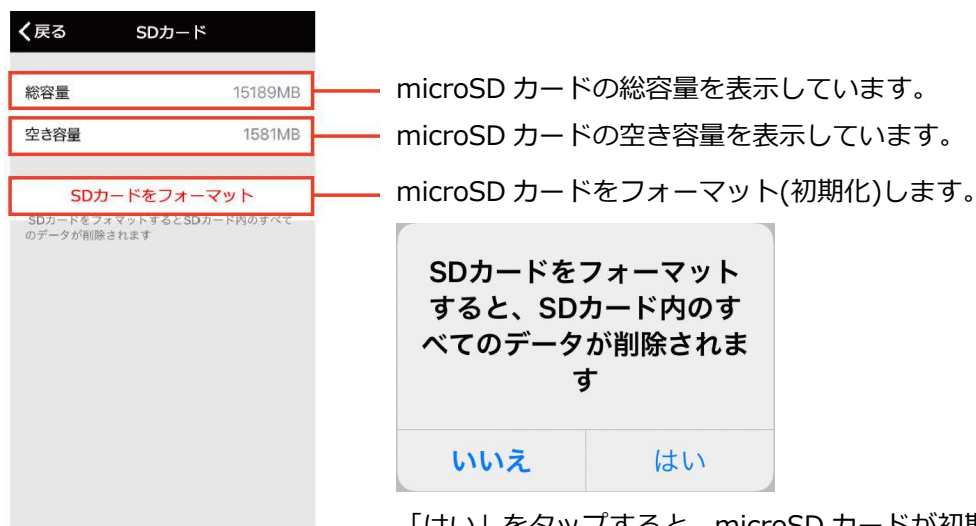 戻る SDカード
総容量 15189MB
microSD カードの総容量を表示しています。
空き容量 1581MB
microSD カードの空き容量を表示しています。
SDカードをフォーマット
microSD カードをフォーマット(初期化)します。
SDカードをフォーマットするとSDカード内のすべて
のデータが削除されます
SDカードをフォーマット
すると、SDカード内のす
べてのデータが削除されま
す
いいえ はい
「はい」をタップすると、microSD カードが初期